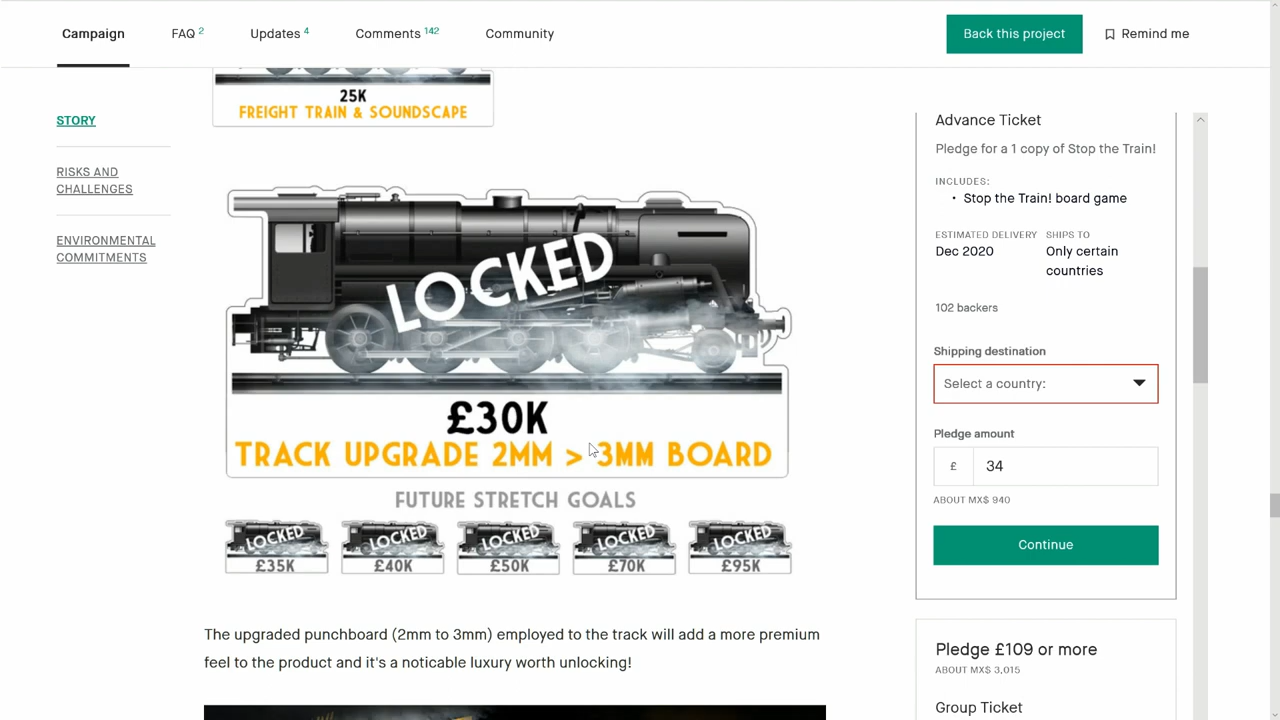 Campaign
FAQ 2
Updates 4
Comments 142
Community
Back this project
Remind me
STORY
RISKS AND
CHALLENGES
ENVIRONMENTAL
COMMITMENTS
25K
FREIGHT TRAIN & SOUNDSCAPE
LOCKED
£30K
TRACK UPGRADE 2MM > 3MM BOARD
FUTURE STRETCH GOALS
LOCKED LOCKED LOCKED LOCKED LOCKED
£35K £40K £50K £70K £95K
The upgraded punchboard (2mm to 3mm) employed to the track will add a more premium
feel to the product and it's a noticable luxury worth unlocking!
Advance Ticket
Pledge for a 1 copy of Stop the Train!
INCLUDES:
• Stop the Train! board game
ESTIMATED DELIVERY
Dec 2020
SHIPS TO
Only certain
countries
102 backers
Shipping destination
Select a country:
Pledge amount
£ 34
ABOUT MX$ 940
Continue
Pledge £109 or more
ABOUT MX$ 3,015
Group Ticket